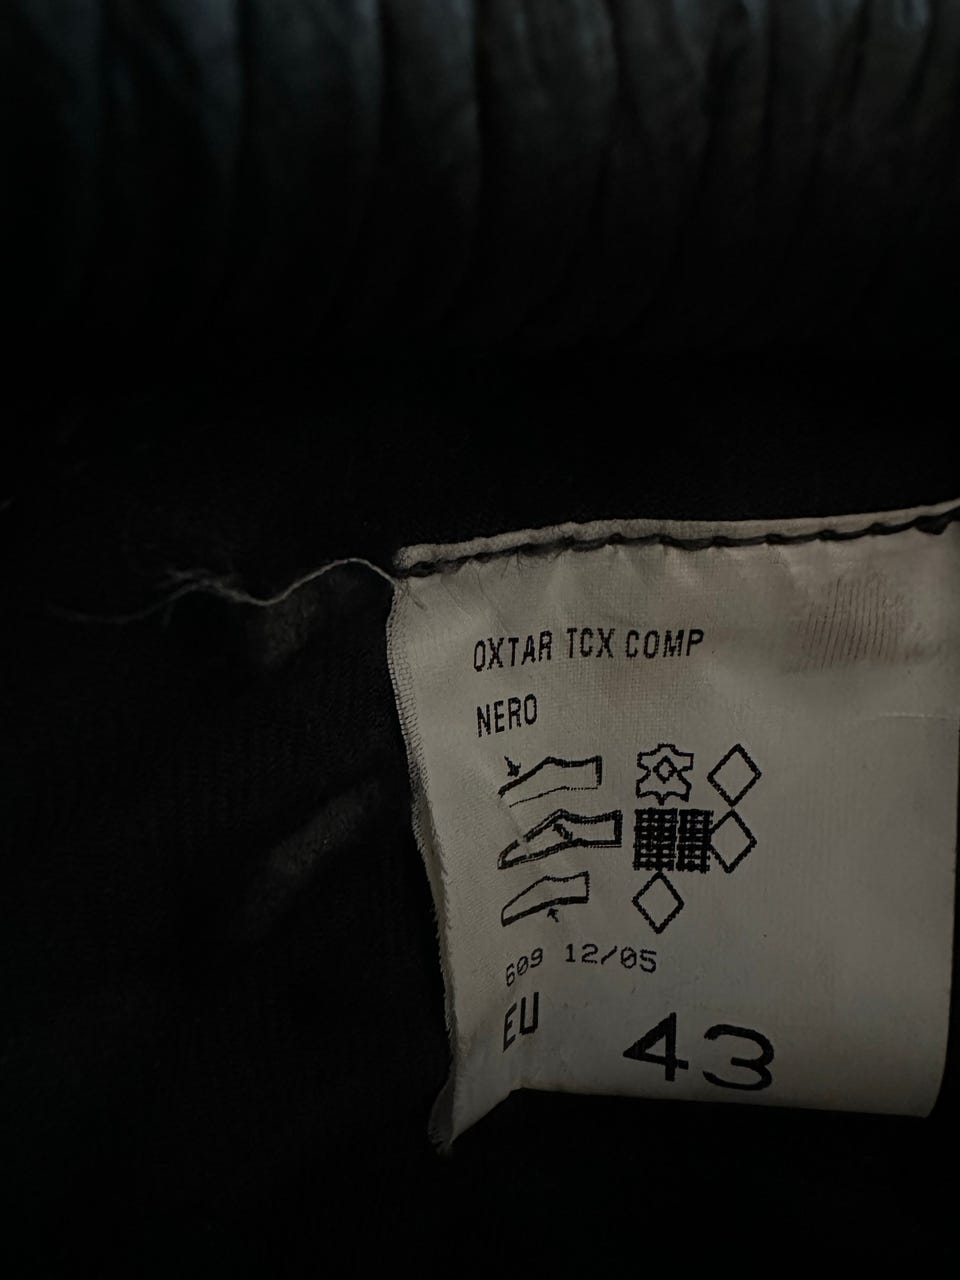 OXTAR TCX COMP
NERO
609 12/05
EU
43